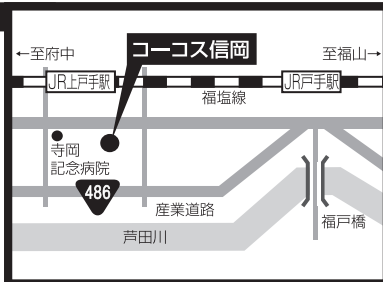 コーコス信岡
←至府中
至福山→
JR上戸手駅
JR戸手駅
福塩線
寺岡
記念病院
486
産業道路
福戸橋
芦田川